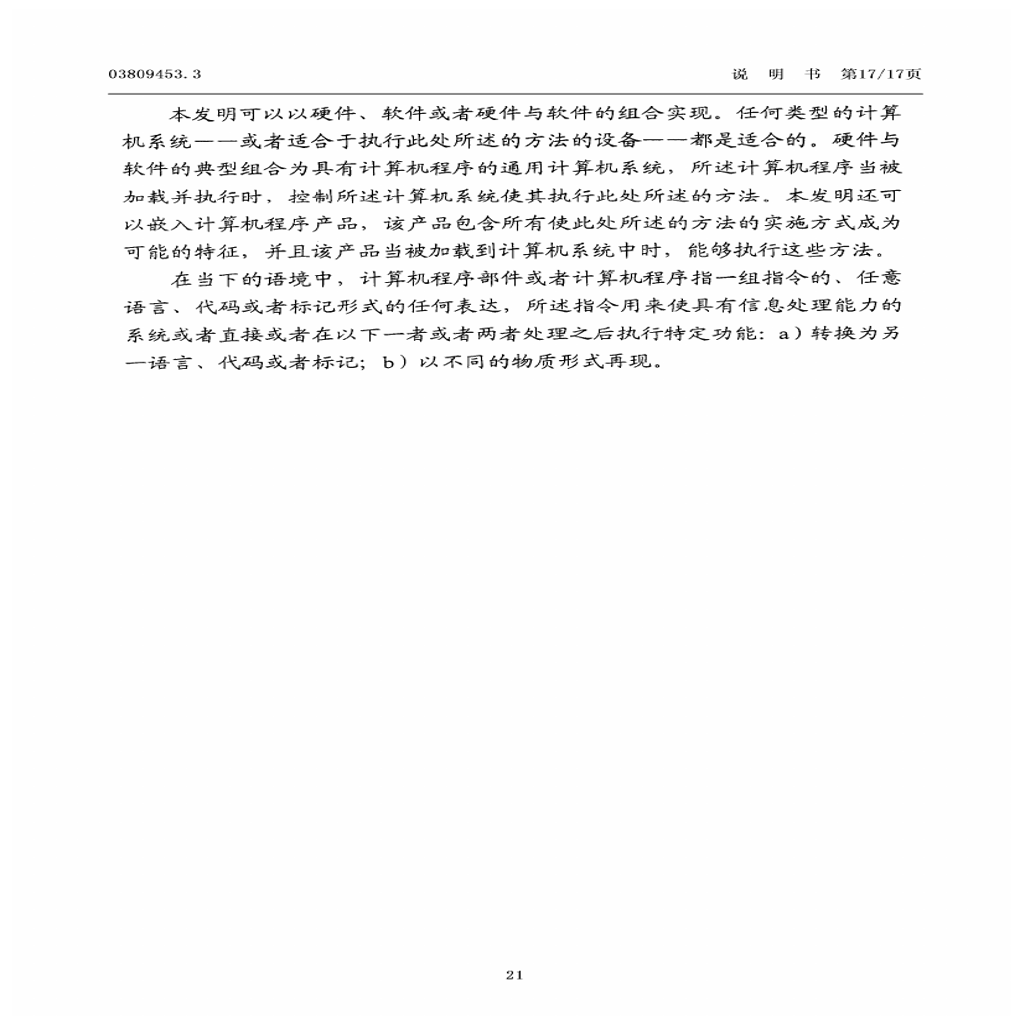 03809453.3
说 明 书 第17/17页
本发明可以以硬件、软件或者硬件与软件的组合实现。任何类型的计算
机系统——或者适合于执行此处所述的方法的设备——都是适合的。硬件与
软件的典型组合为具有计算机程序的通用计算机系统，所述计算机程序当被
加载并执行时，控制所述计算机系统使其执行此处所述的方法。本发明还可
以嵌入计算机程序产品，该产品包含所有使此处所述的方法的实施方式成为
可能的特征，并且该产品当被加载到计算机系统中时，能够执行这些方法。
在当下的语境中，计算机程序部件或者计算机程序指一组指令的、任意
语言、代码或者标记形式的任何表达，所述指令用来使具有信息处理能力的
系统或者直接或者在以下一者或者两者处理之后执行特定功能：a）转换为另
一语言、代码或者标记；b）以不同的物质形式再现。
21